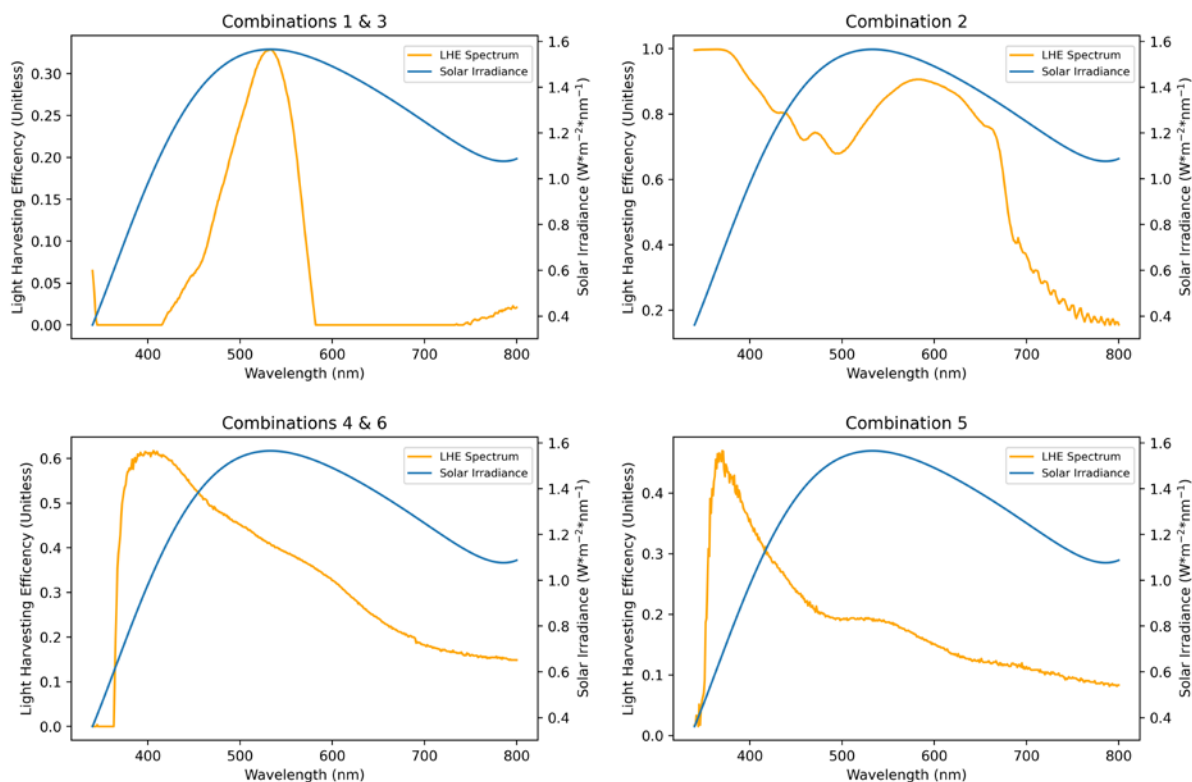 Combinations 1 & 3
Light Harvesting Efficency (Unitless)
0.30
0.25
0.20
0.15
0.10
0.05
0.00
LHE Spectrum
Solar Irradiance
1.6
1.4
1.2
1.0
0.8
0.6
0.4
Solar Irradiance (W*m⁻²*nm⁻¹)
400 500 600 700 800
Wavelength (nm)
Combination 2
Light Harvesting Efficency (Unitless)
1.0
0.8
0.6
0.4
0.2
LHE Spectrum
Solar Irradiance
1.6
1.4
1.2
1.0
0.8
0.6
0.4
Solar Irradiance (W*m⁻²*nm⁻¹)
400 500 600 700 800
Wavelength (nm)
Combinations 4 & 6
Light Harvesting Efficency (Unitless)
0.6
0.5
0.4
0.3
0.2
0.1
0.0
LHE Spectrum
Solar Irradiance
1.6
1.4
1.2
1.0
0.8
0.6
0.4
Solar Irradiance (W*m⁻²*nm⁻¹)
400 500 600 700 800
Wavelength (nm)
Combination 5
Light Harvesting Efficency (Unitless)
0.4
0.3
0.2
0.1
0.0
LHE Spectrum
Solar Irradiance
1.6
1.4
1.2
1.0
0.8
0.6
0.4
Solar Irradiance (W*m⁻²*nm⁻¹)
400 500 600 700 800
Wavelength (nm)